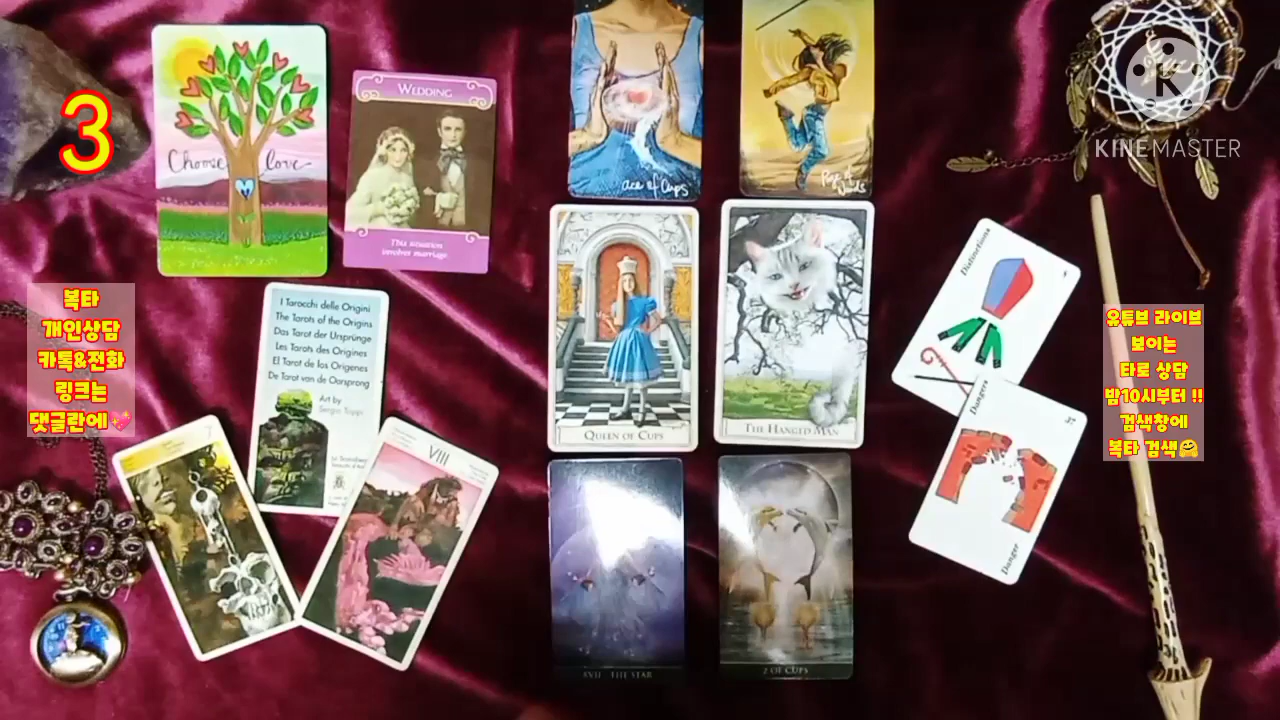 3
Choose love
WEDDING
This situation
involves marriage.
ace of Cups
Page of
Wands
KINEMASTER
K
복타
개인상담
카톡&전화
링크는
댓글란에💖
I Tarocchi delle Origini
The Tarots of the Origins
Das Tarot der Ursprünge
Les Tarots des Origines
El Tarot de los Origenes
De Tarot van de Oorsprong
Art by
Sergio Toppi
7
VIII
QUEEN OF CUPS
THE HANGED MAN
XVII THE STAR
2 OF CUPS
Distinctions
Dangers
Danger
유튜브 라이브
보이는
타로 상담
밤10시부터 !!
검색창에
복타 검색🤗